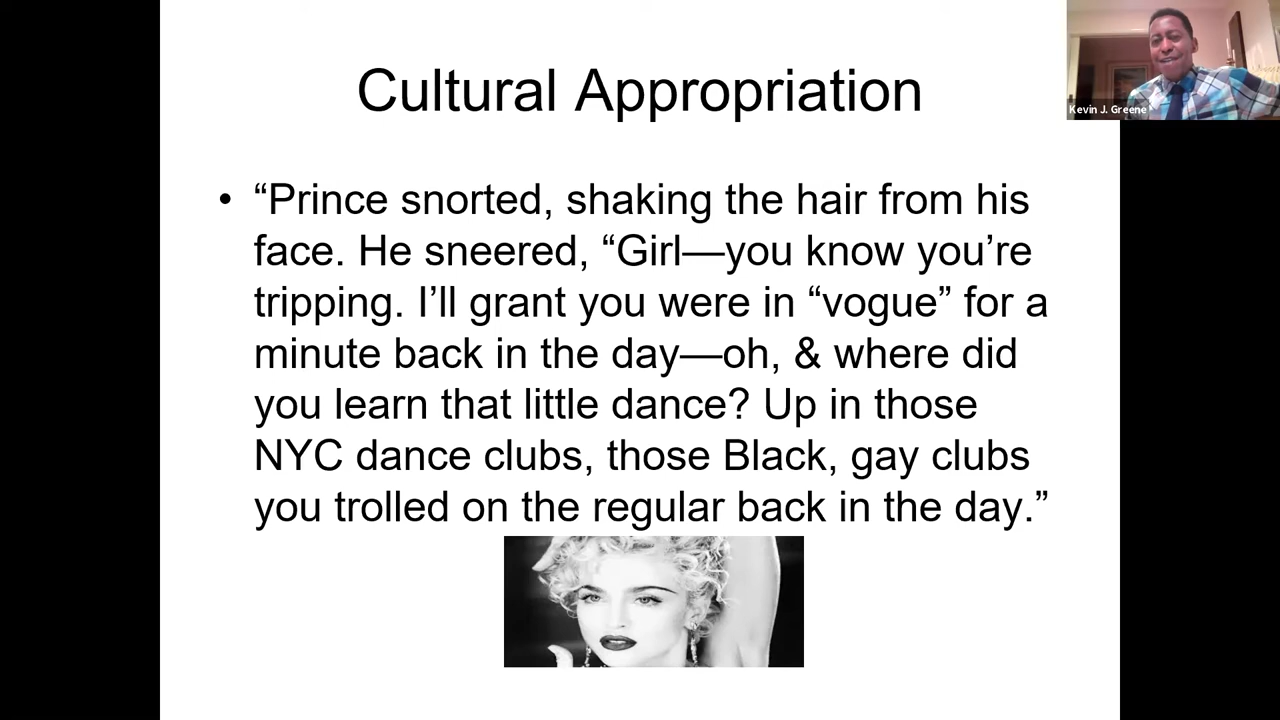 Cultural Appropriation
Kevin J. Greene
• “Prince snorted, shaking the hair from his
face. He sneered, “Girl—you know you’re
tripping. I’ll grant you were in “vogue” for a
minute back in the day—oh, & where did
you learn that little dance? Up in those
NYC dance clubs, those Black, gay clubs
you trolled on the regular back in the day.”